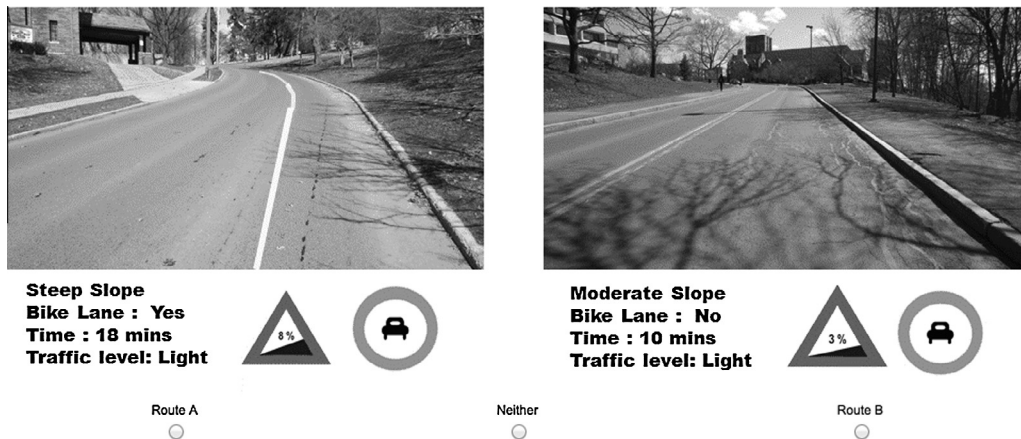 Steep Slope
Bike Lane : Yes
Time : 18 mins
Traffic level: Light
8 %
Moderate Slope
Bike Lane : No
Time : 10 mins
Traffic level: Light
3 %
Route A
Neither
Route B